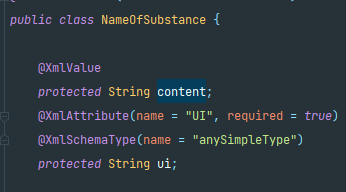 public class NameOfSubstance {
@XmlValue
protected String content;
@XmlAttribute(name = "UI", required = true)
@XmlSchemaType(name = "anySimpleType")
protected String ui;